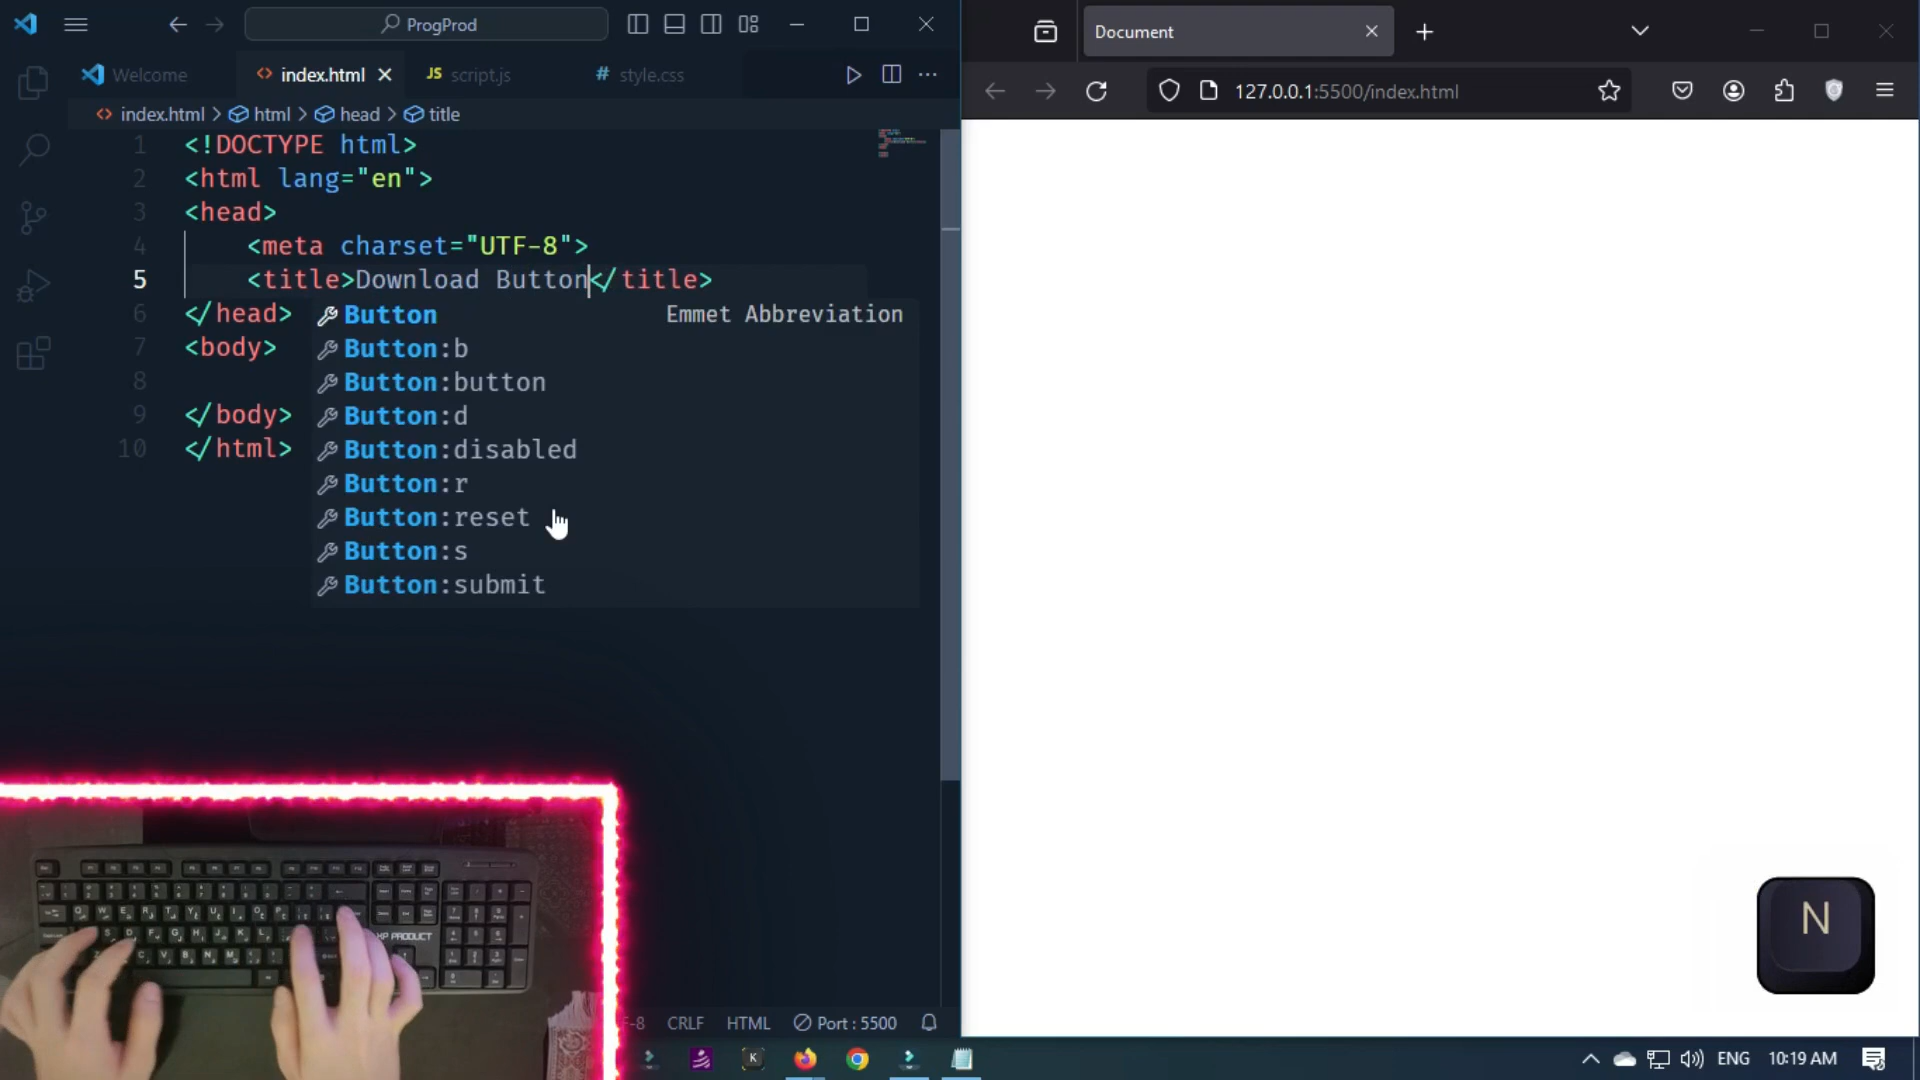 ProgProd
Welcome
index.html
JS script.js
# style.css
index.html > html > head > title
1 <!DOCTYPE html>
2 <html lang="en">
3 <head>
4 <meta charset="UTF-8">
5 <title>Download Button</title>
6 </head>
7 <body>
8
9 </body>
10 </html>
Button Emmet Abbreviation
Button:b
Button:button
Button:d
Button:disabled
Button:r
Button:reset
Button:s
Button:submit
CRLF HTML Port : 5500
Document
127.0.0.1:5500/index.html
XP PRODUCT
N
K
ENG 10:19 AM